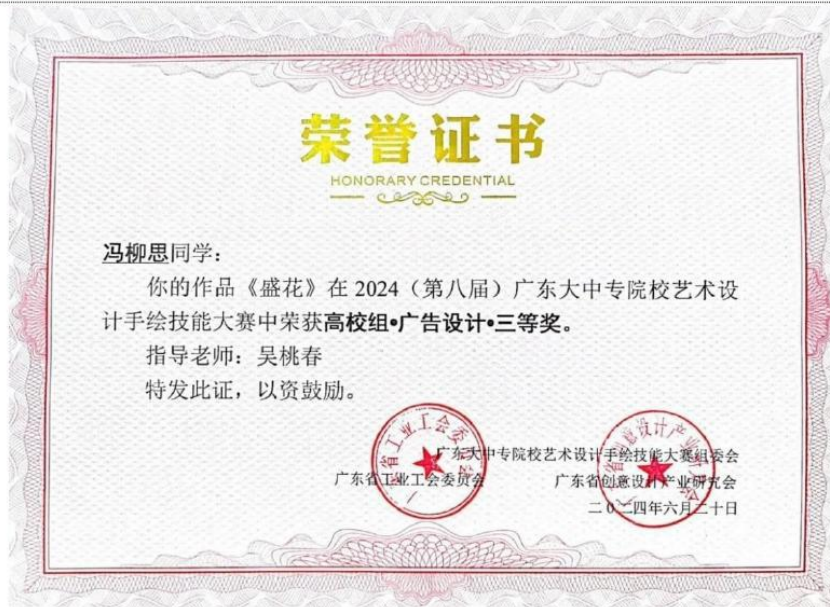 荣誉证书
HONORARY CREDENTIAL
冯柳思同学：
你的作品《盛花》在2024（第八届）广东大中专院校艺术设
计手绘技能大赛中荣获高校组•广告设计•三等奖。
指导老师：吴桃春
特发此证，以资鼓励。
广东大中专院校艺术设计手绘技能大赛组委会
广东省工业工会委员会
广东省创意设计产业研究会
二〇二四年六月二十日